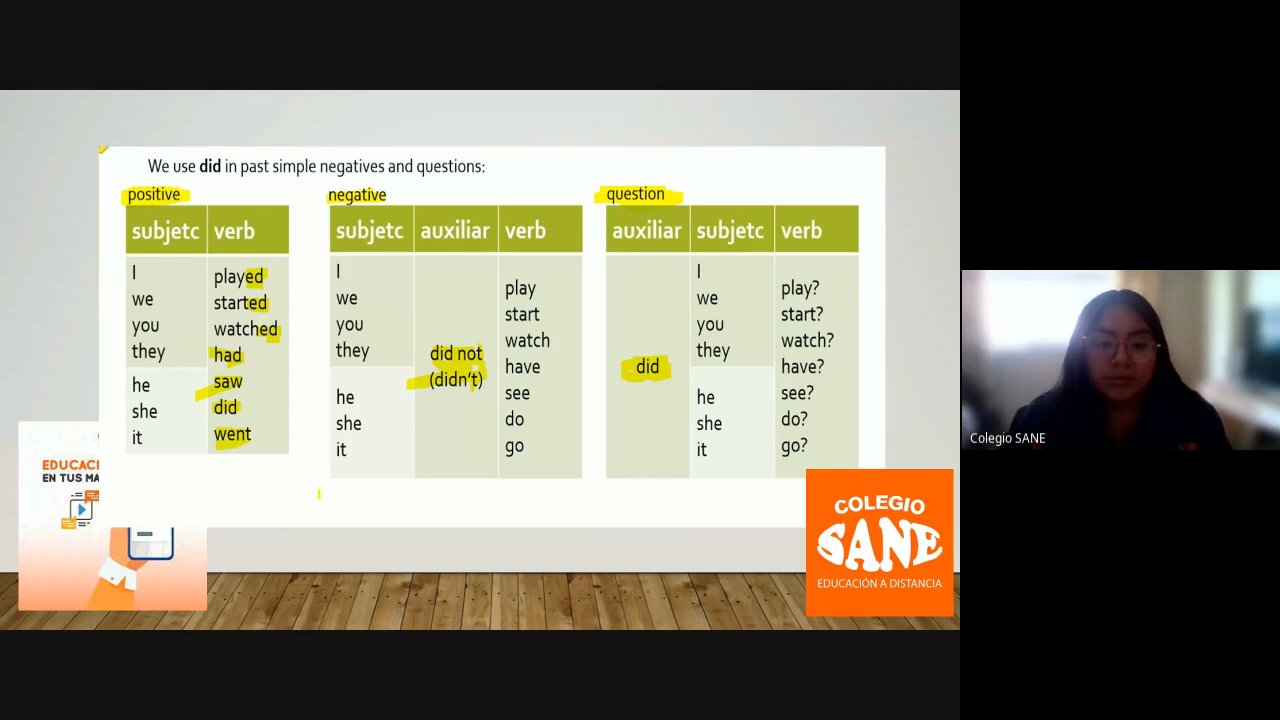 We use did in past simple negatives and questions:
positive
subjetc verb
I
we
you
they
he
she
it
played
started
watched
had
saw
did
went
negative
subjetc auxiliar verb
I
we
you
they
he
she
it
did not
(didn't)
play
start
watch
have
see
do
go
question
auxiliar subjetc verb
did
I
we
you
they
he
she
it
play?
start?
watch?
have?
see?
do?
go?
EN TUS
COLEGIO
SANE
EDUCACIÓN A DISTANCIA
Colegio SANE